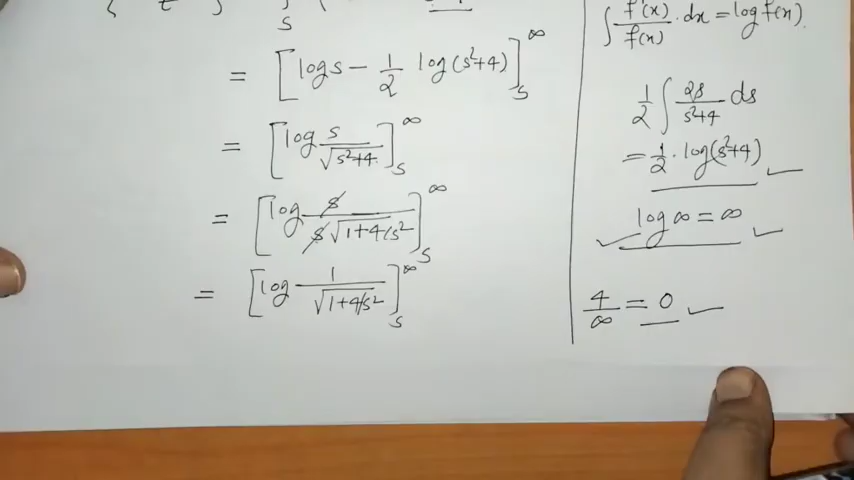 = [log s − 1/2 log(s²+4)]_s^∞
= [log s/√(s²+4)]_s^∞
= [log s/(s√(1+4/s²))]_s^∞
= [log 1/√(1+4/s²)]_s^∞
∫ f'(x)/f(x) · dx = log f(x).
1/2 ∫ 2s/(s²+4) ds
= 1/2 · log(s²+4) ✓
✓ log ∞ = ∞ ✓
4/∞ = 0 ✓